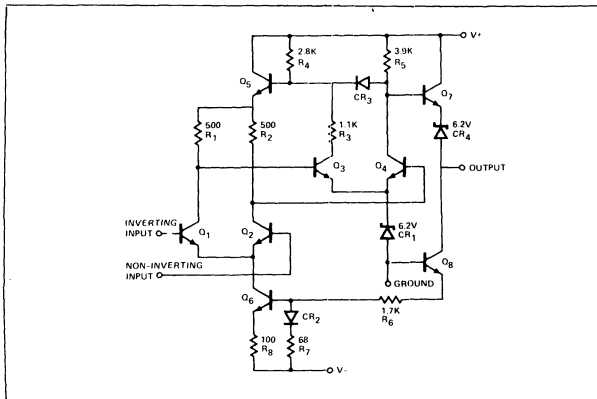 V+
2.8K
R4
3.9K
R5
Q5
CR3
Q7
6.2V
CR4
500
R1
500
R2
1.1K
R3
Q3
Q4
OUTPUT
INVERTING
INPUT
Q1
Q2
6.2V
CR1
Q8
NON-INVERTING
INPUT
GROUND
Q6
CR2
1.7K
R6
100
R8
68
R7
V-